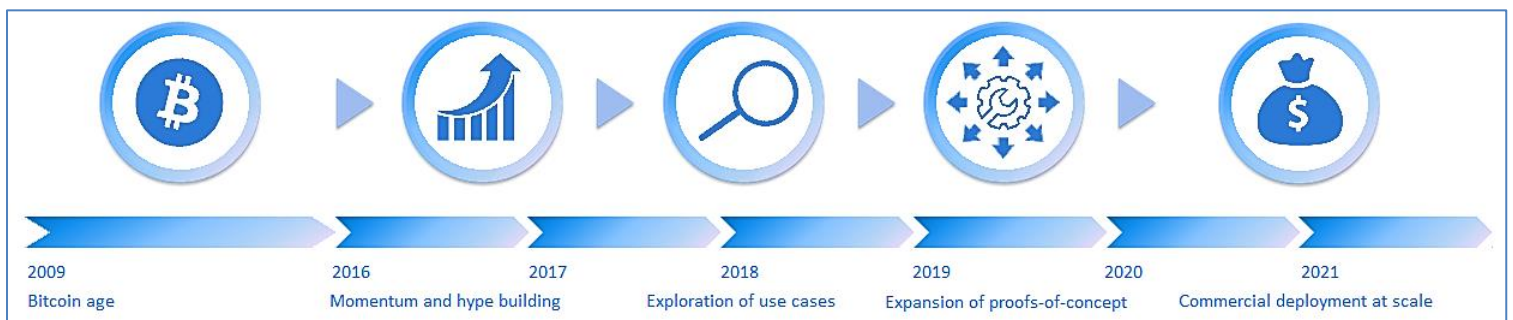 $
2009 2016 2017 2018 2019 2020 2021
Bitcoin age Momentum and hype building Exploration of use cases Expansion of proofs-of-concept Commercial deployment at scale